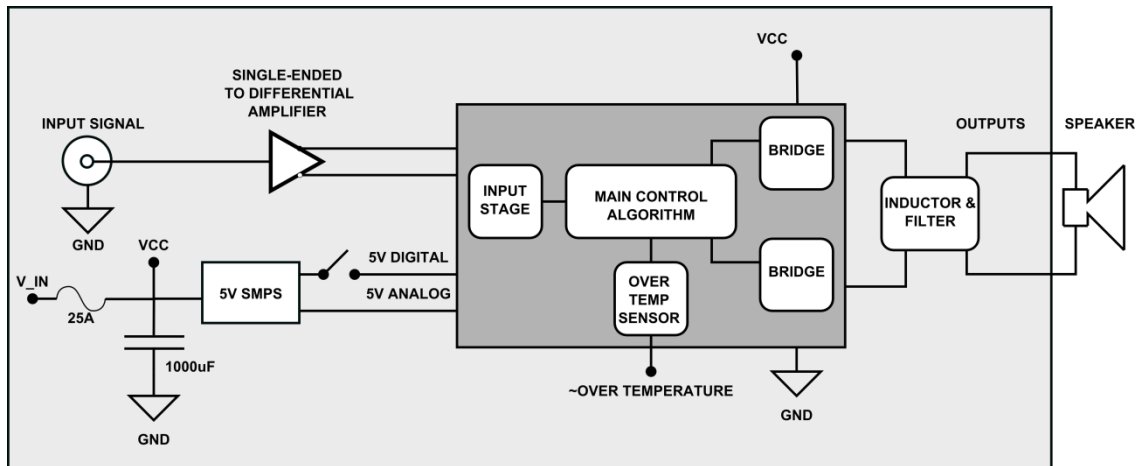 VCC
SINGLE-ENDED
TO DIFFERENTIAL
AMPLIFIER
INPUT SIGNAL
OUTPUTS
SPEAKER
BRIDGE
INPUT
STAGE
MAIN CONTROL
ALGORITHM
INDUCTOR &
FILTER
GND
VCC
5V DIGITAL
BRIDGE
V_IN
5V SMPS
5V ANALOG
OVER
TEMP
SENSOR
25A
1000uF
~OVER TEMPERATURE
GND
GND